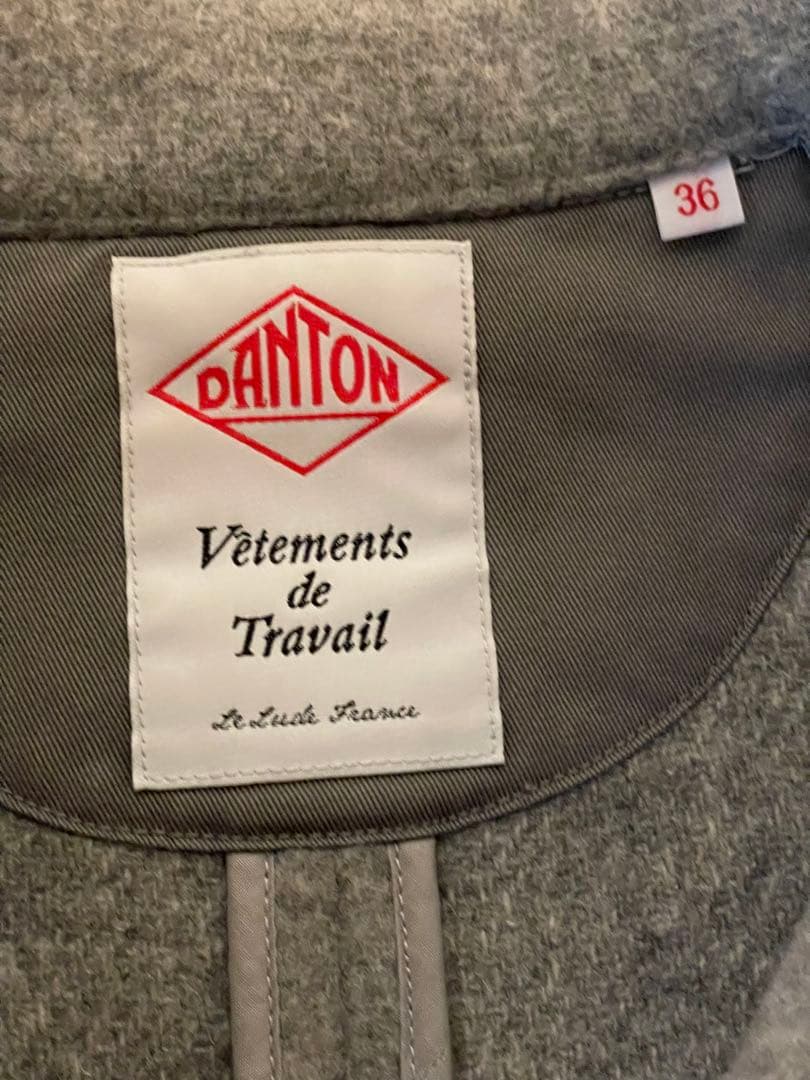 36
DANTON
Vêtements
de
Travail
Le Lude France